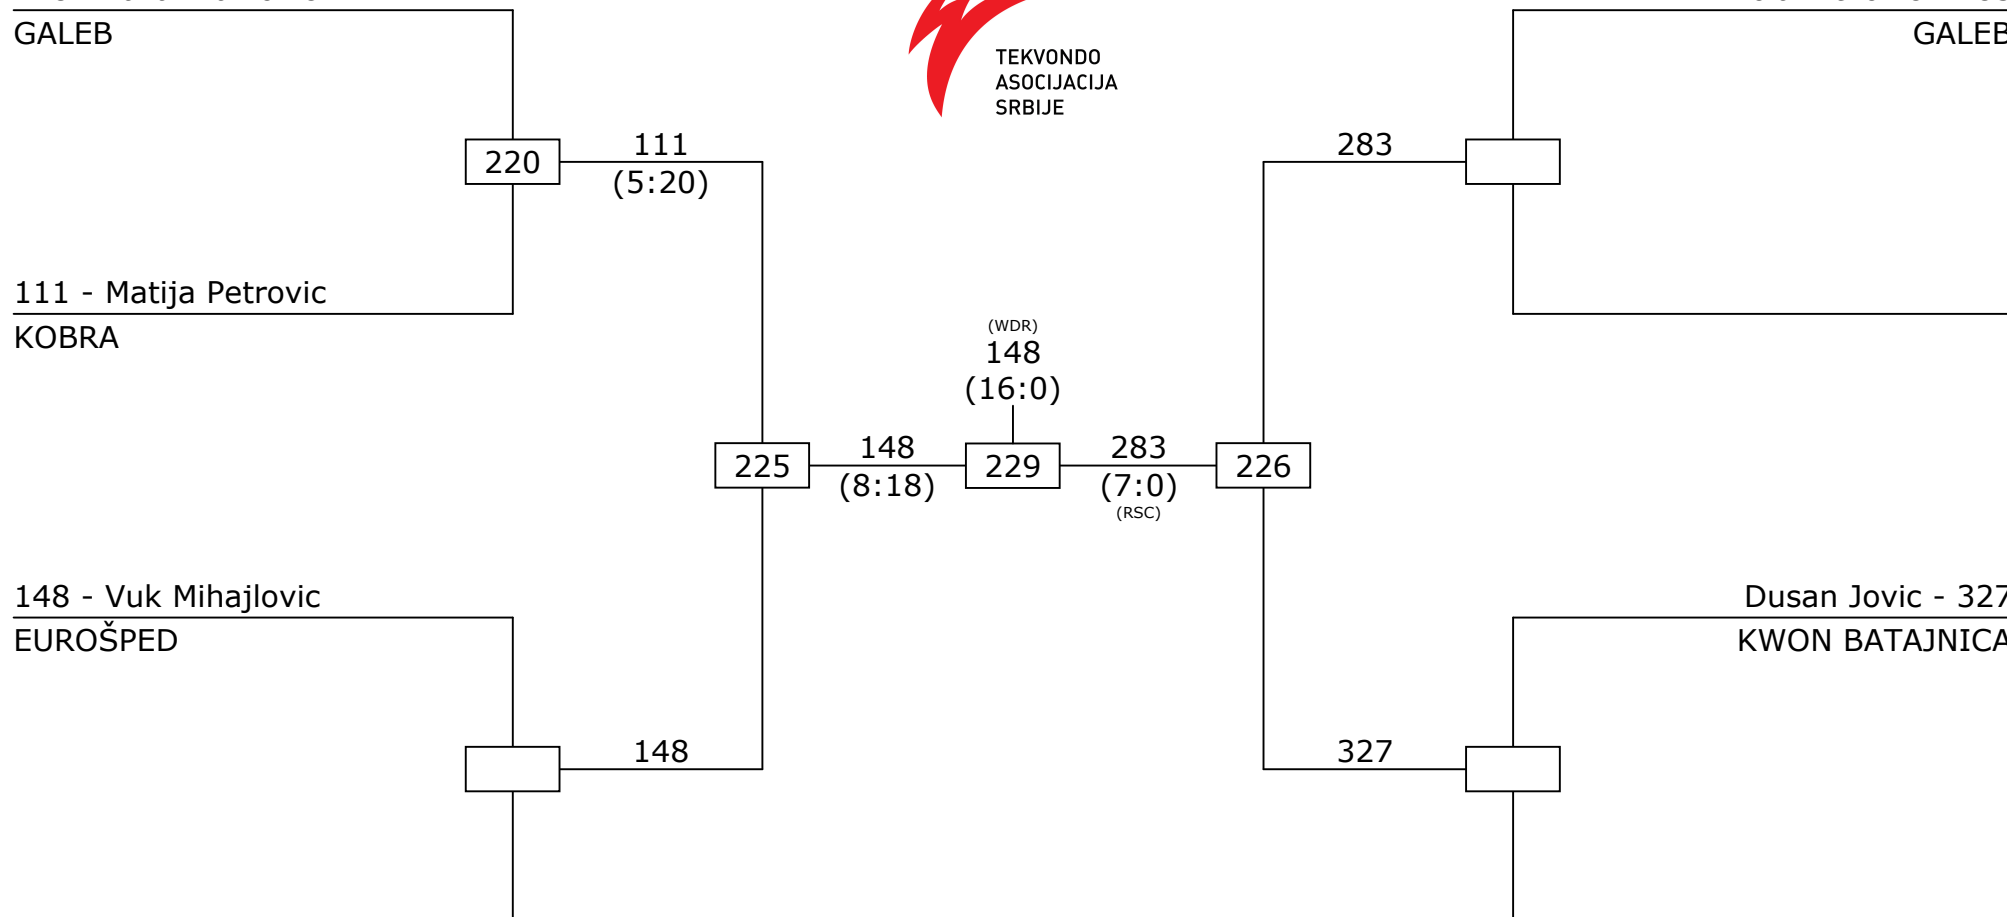 GALEB
GALEB
TEKVONDO
ASOCIJACIJA
SRBIJE
220
111
(5:20)
283
111 - Matija Petrovic
KOBRA
(WDR)
148
(16:0)
225
148
(8:18)
229
283
(7:0)
(RSC)
226
148 - Vuk Mihajlovic
EUROŠPED
Dusan Jovic - 327
KWON BATAJNICA
148
327